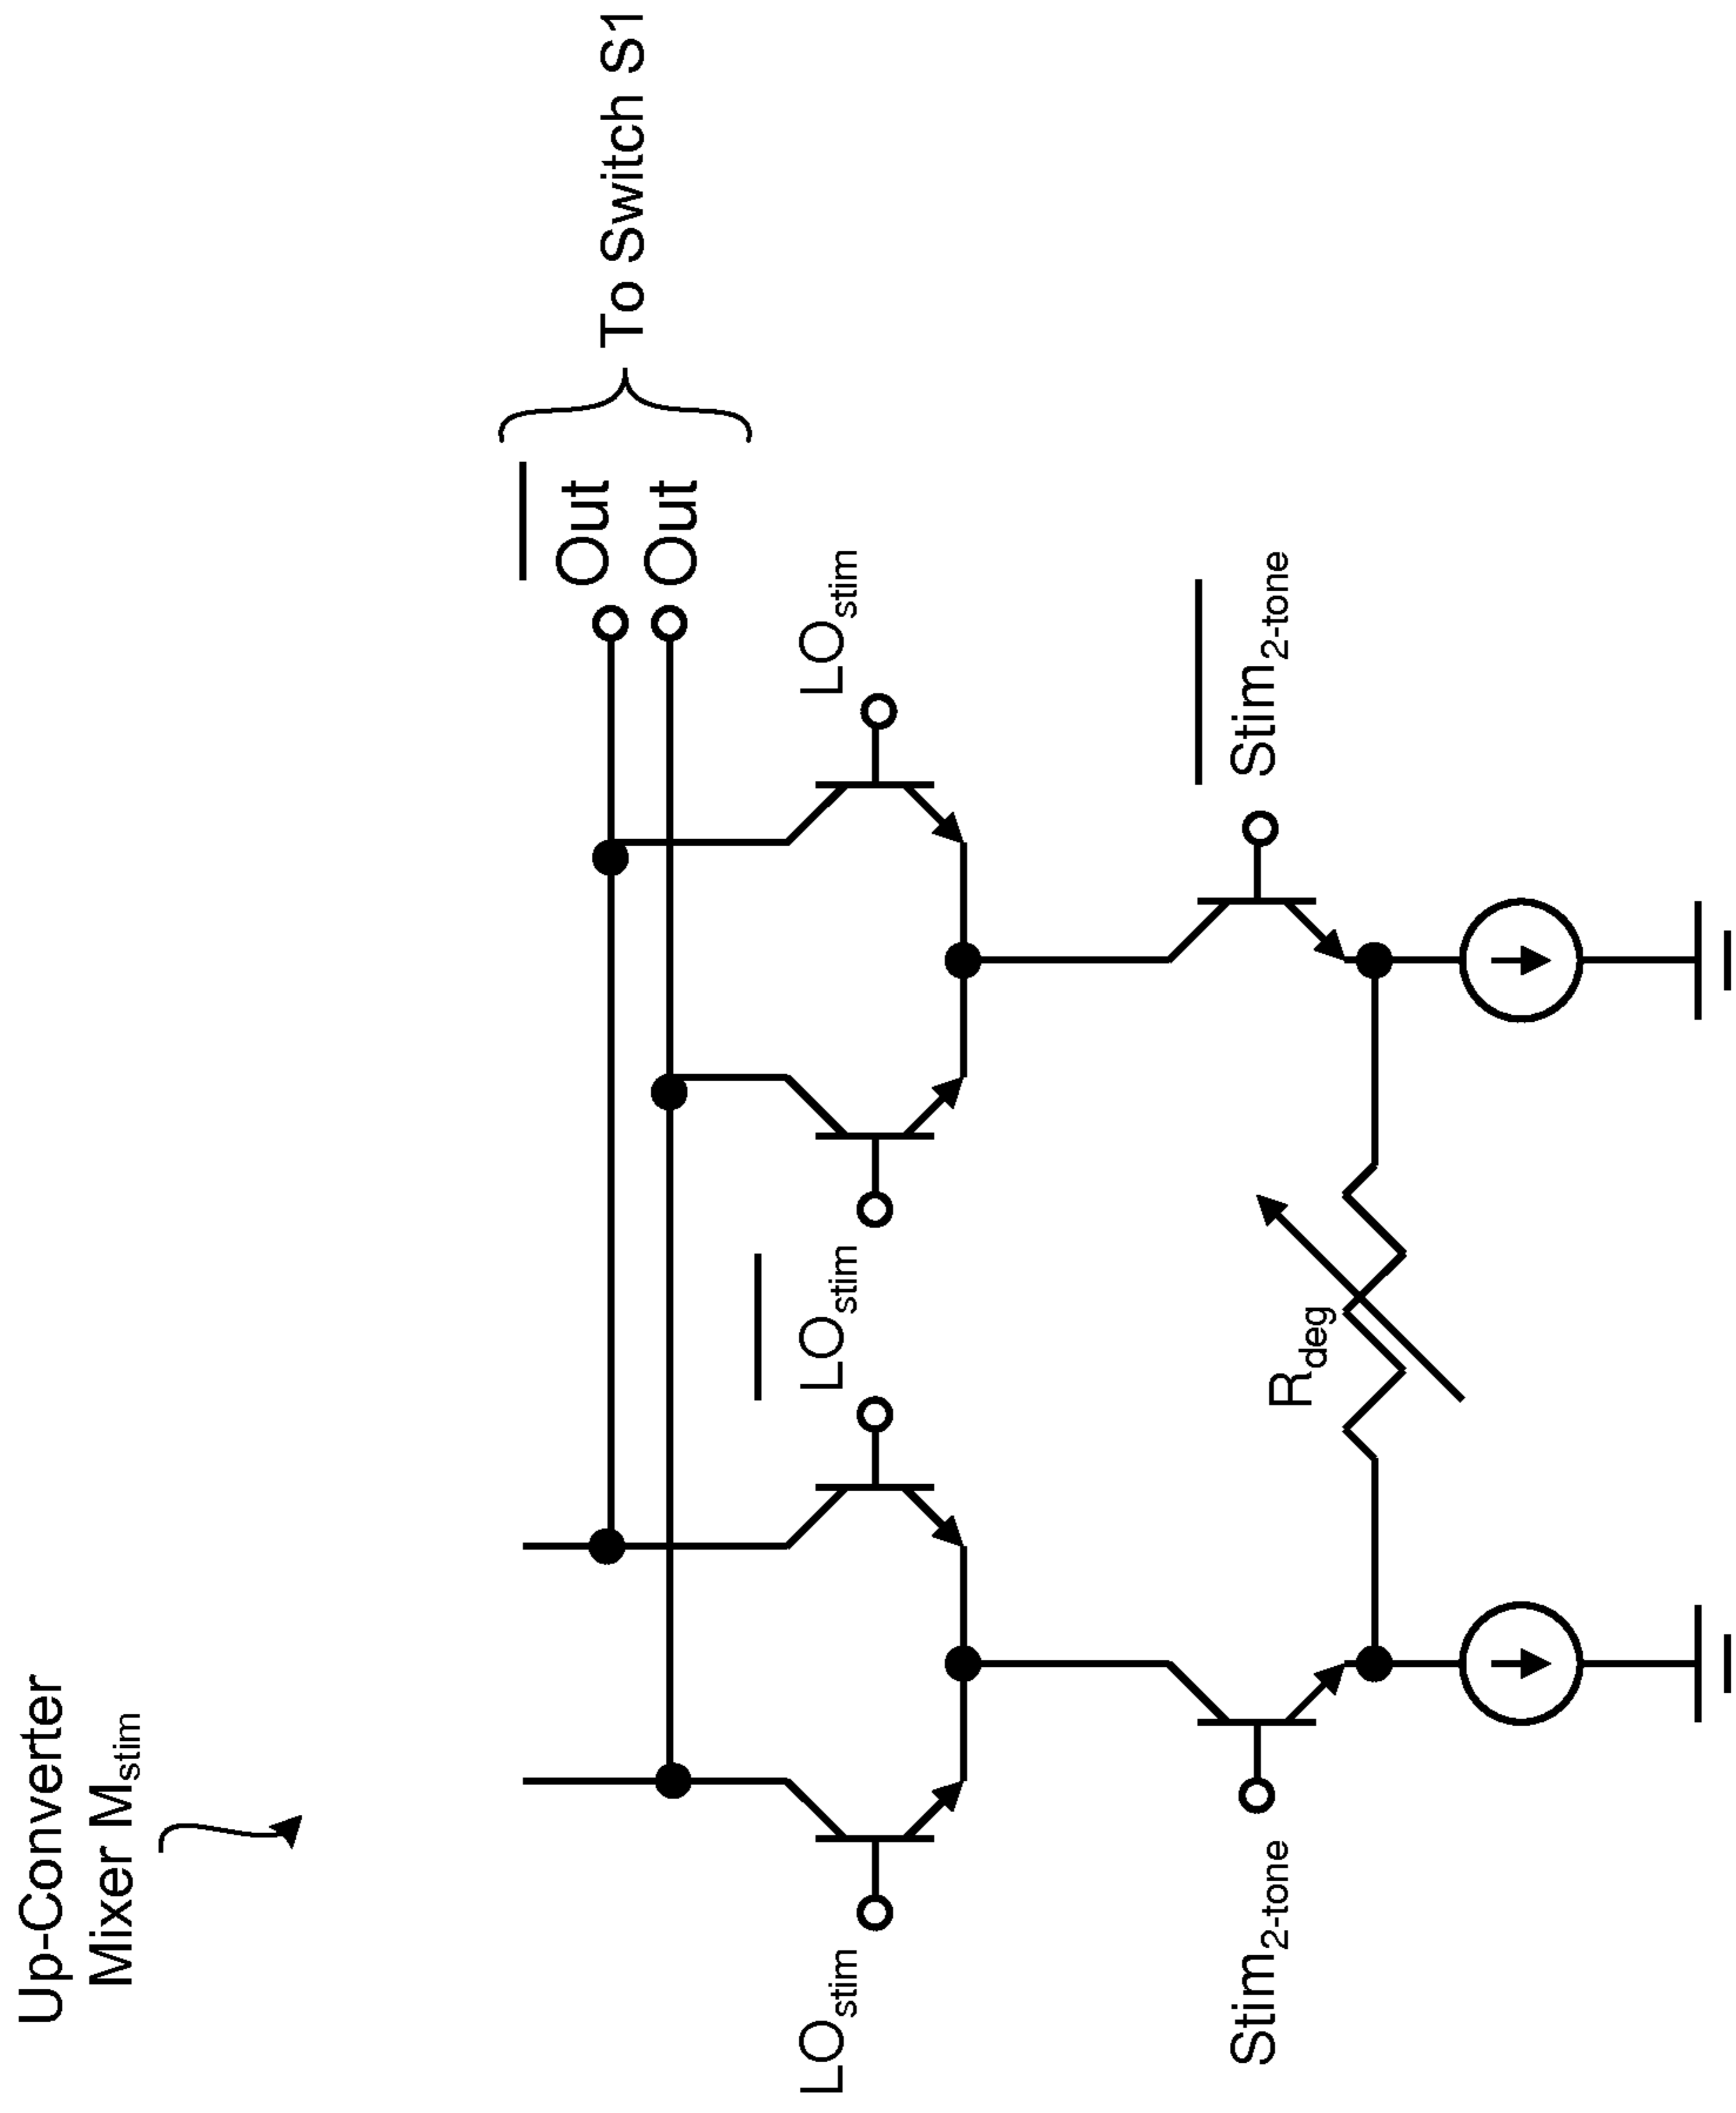 Up-Converter
Mixer Mstim
Out
Out
To Switch S1
LOstim
LOstim
LOstim
Stim2-tone
Rdeg
Stim2-tone